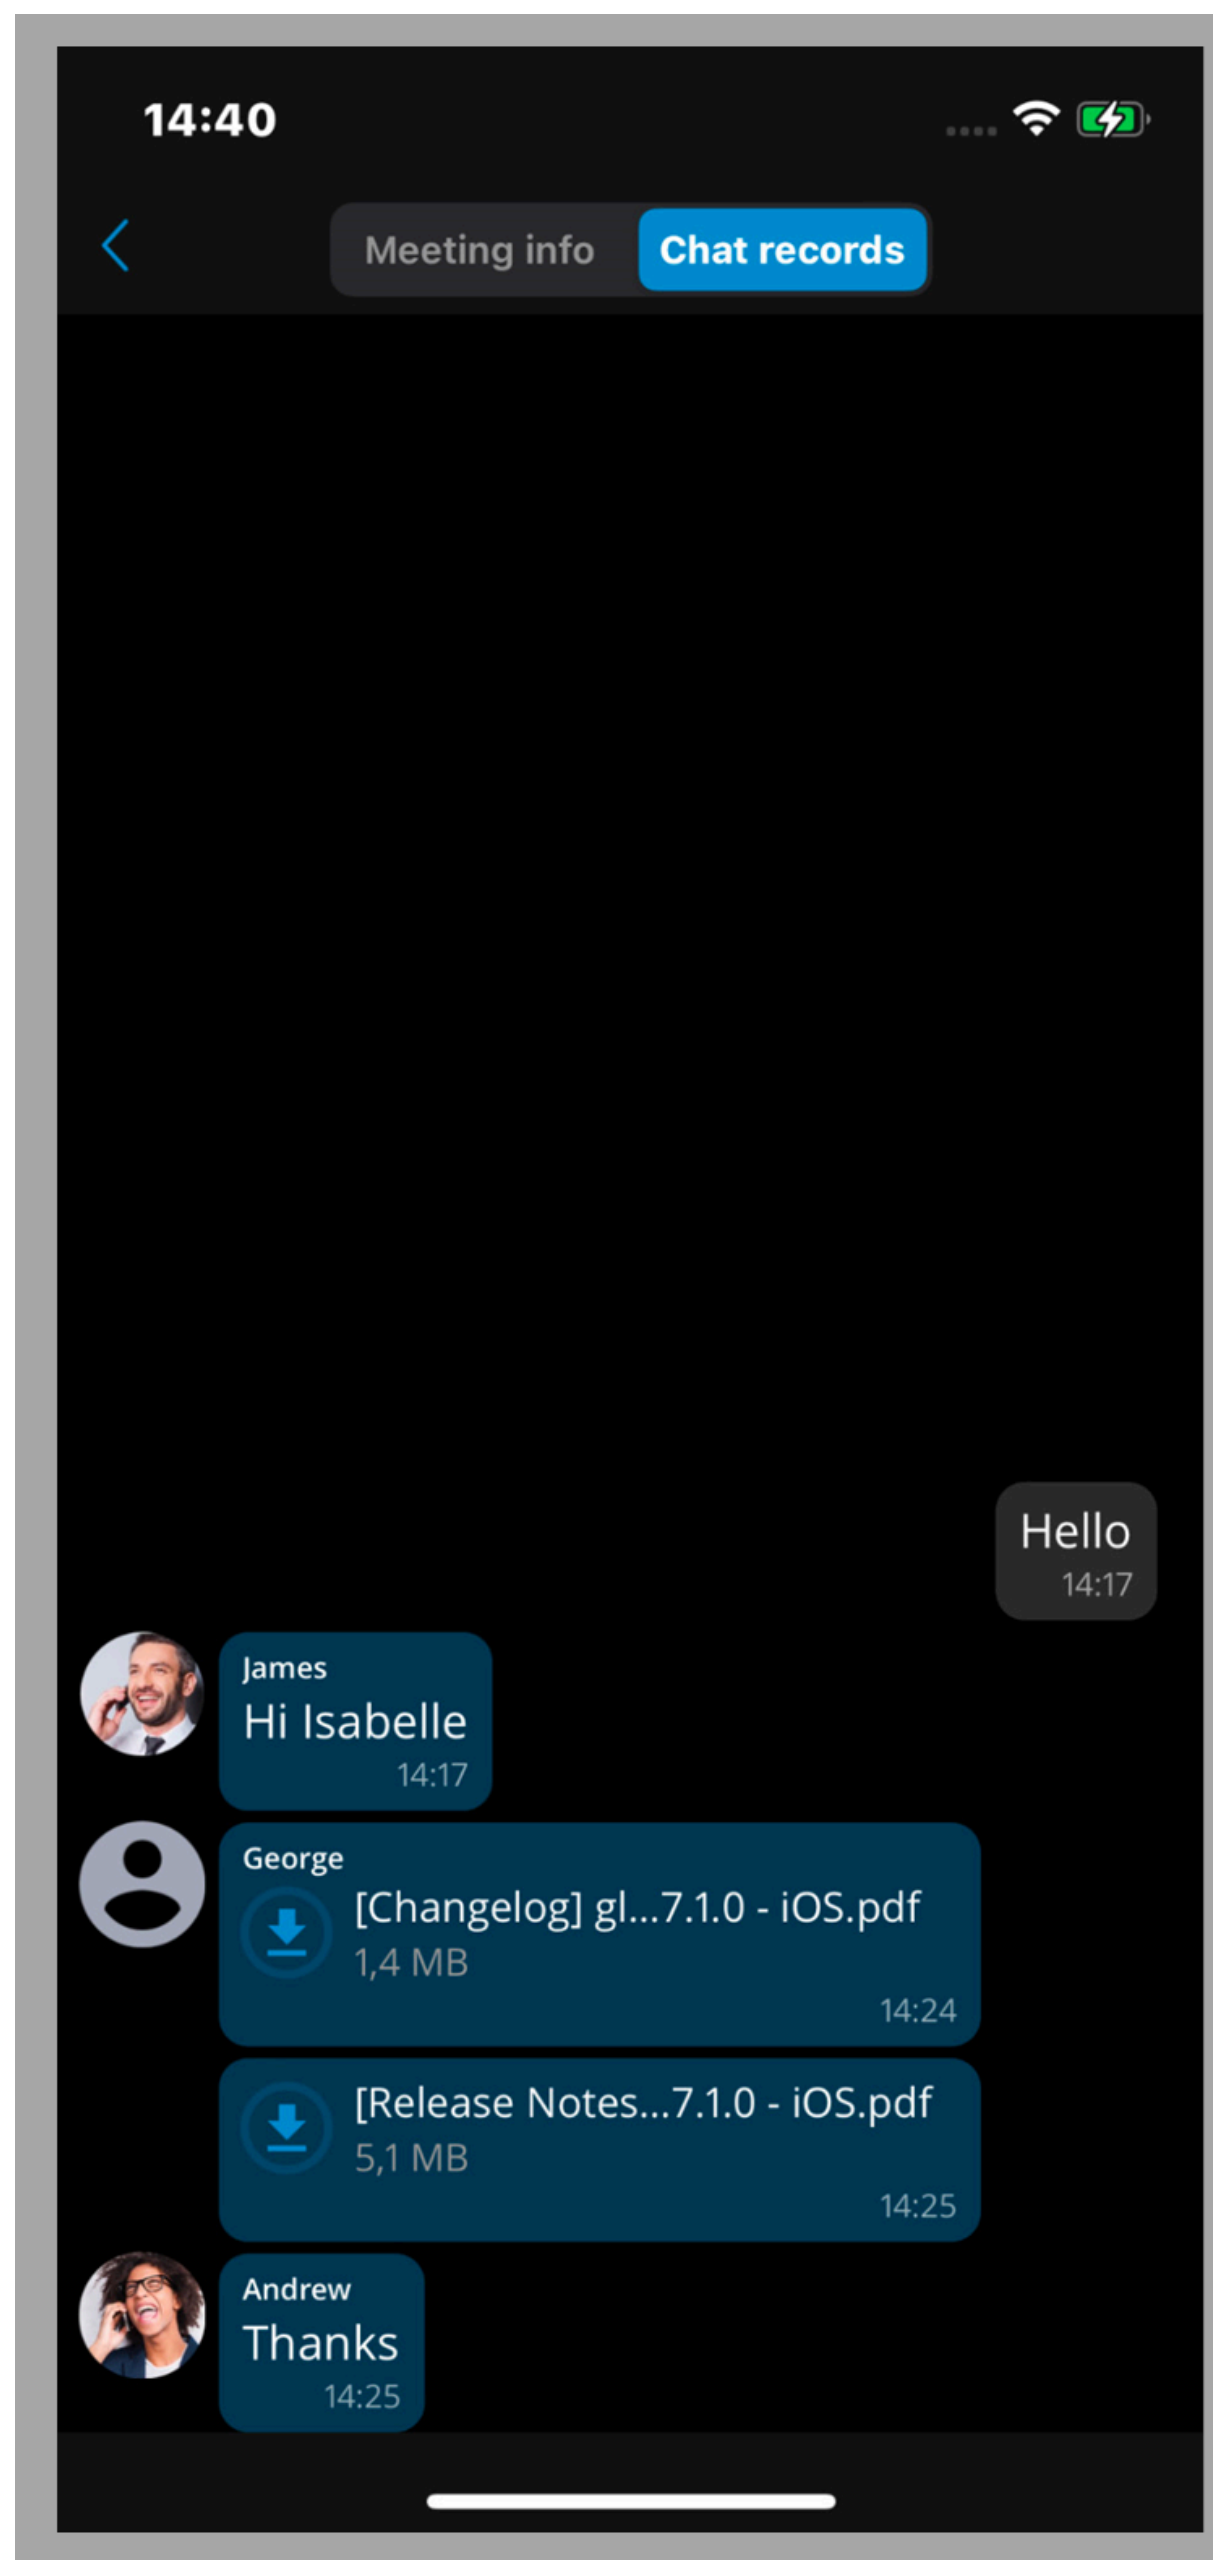 14:40
Meeting info
Chat records
Hello
14:17
James
Hi Isabelle
14:17
George
[Changelog] gl...7.1.0 - iOS.pdf
1,4 MB
14:24
[Release Notes...7.1.0 - iOS.pdf
5,1 MB
14:25
Andrew
Thanks
14:25